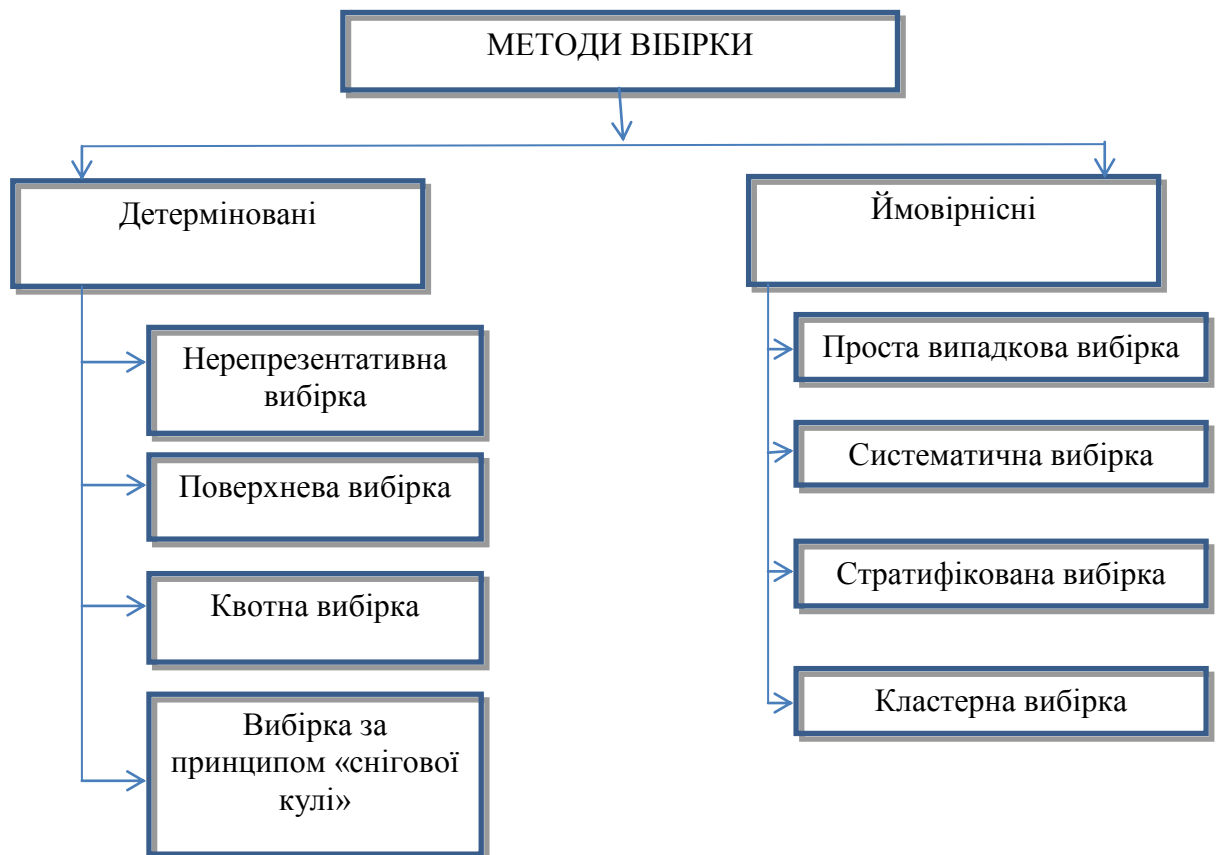 МЕТОДИ ВІБІРКИ
Детерміновані
Нерепрезентативна
вибірка
Поверхнева вибірка
Квотна вибірка
Вибірка за
принципом «снігової
кулі»
Ймовірнісні
Проста випадкова вибірка
Систематична вибірка
Стратифікована вибірка
Кластерна вибірка